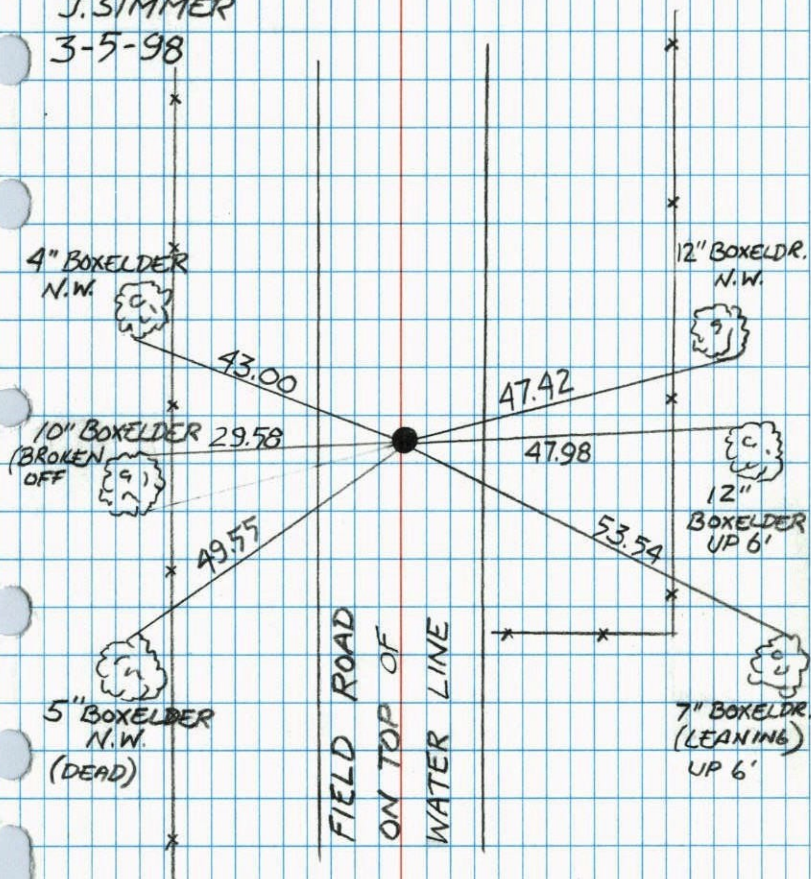 J. SIMMER
3-5-98
4" BOXELDER
N.W.
12" BOXELDR.
N.W.
43.00
47.42
10" BOXELDER
(BROKEN
OFF
29.58
47.98
12"
BOXELDER
UP 6'
49.55
53.54
5" BOXELDER
N.W.
(DEAD)
7" BOXELDR.
(LEANING)
UP 6'
FIELD ROAD
ON TOP OF
WATER LINE